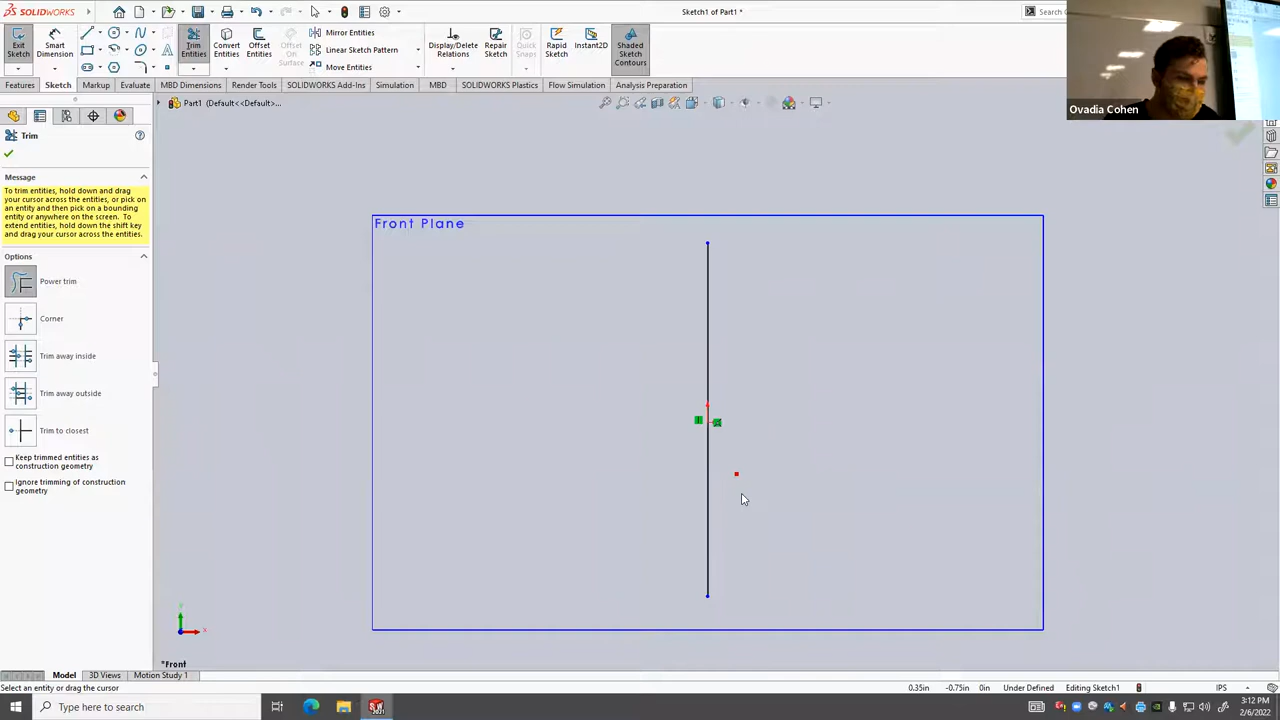 SOLIDWORKS
Sketch1 of Part1 *
Search Co
Exit Sketch
Smart Dimension
Trim Entities
Convert Entities
Offset Entities
Offset On Surface
Mirror Entities
Linear Sketch Pattern
Move Entities
Display/Delete Relations
Repair Sketch
Quick Snaps
Rapid Sketch
Instant2D
Shaded Sketch Contours
Features
Sketch
Markup
Evaluate
MBD Dimensions
Render Tools
SOLIDWORKS Add-Ins
Simulation
MBD
SOLIDWORKS Plastics
Flow Simulation
Analysis Preparation
Part1 (Default<<Default>...
Ovadia Cohen
Trim
Message
To trim entities, hold down and drag
your cursor across the entities, or pick on
an entity and then pick on a bounding
entity or anywhere on the screen. To
extend entities, hold down the shift key
and drag your cursor across the entities.
Options
Power trim
Corner
Trim away inside
Trim away outside
Trim to closest
Keep trimmed entities as
construction geometry
Ignore trimming of construction
geometry
Front Plane
Y
X
*Front
Model
3D Views
Motion Study 1
Select an entity or drag the cursor
0.35in
-0.75in
0in
Under Defined
Editing Sketch1
IPS
Type here to search
3:12 PM
2/6/2022